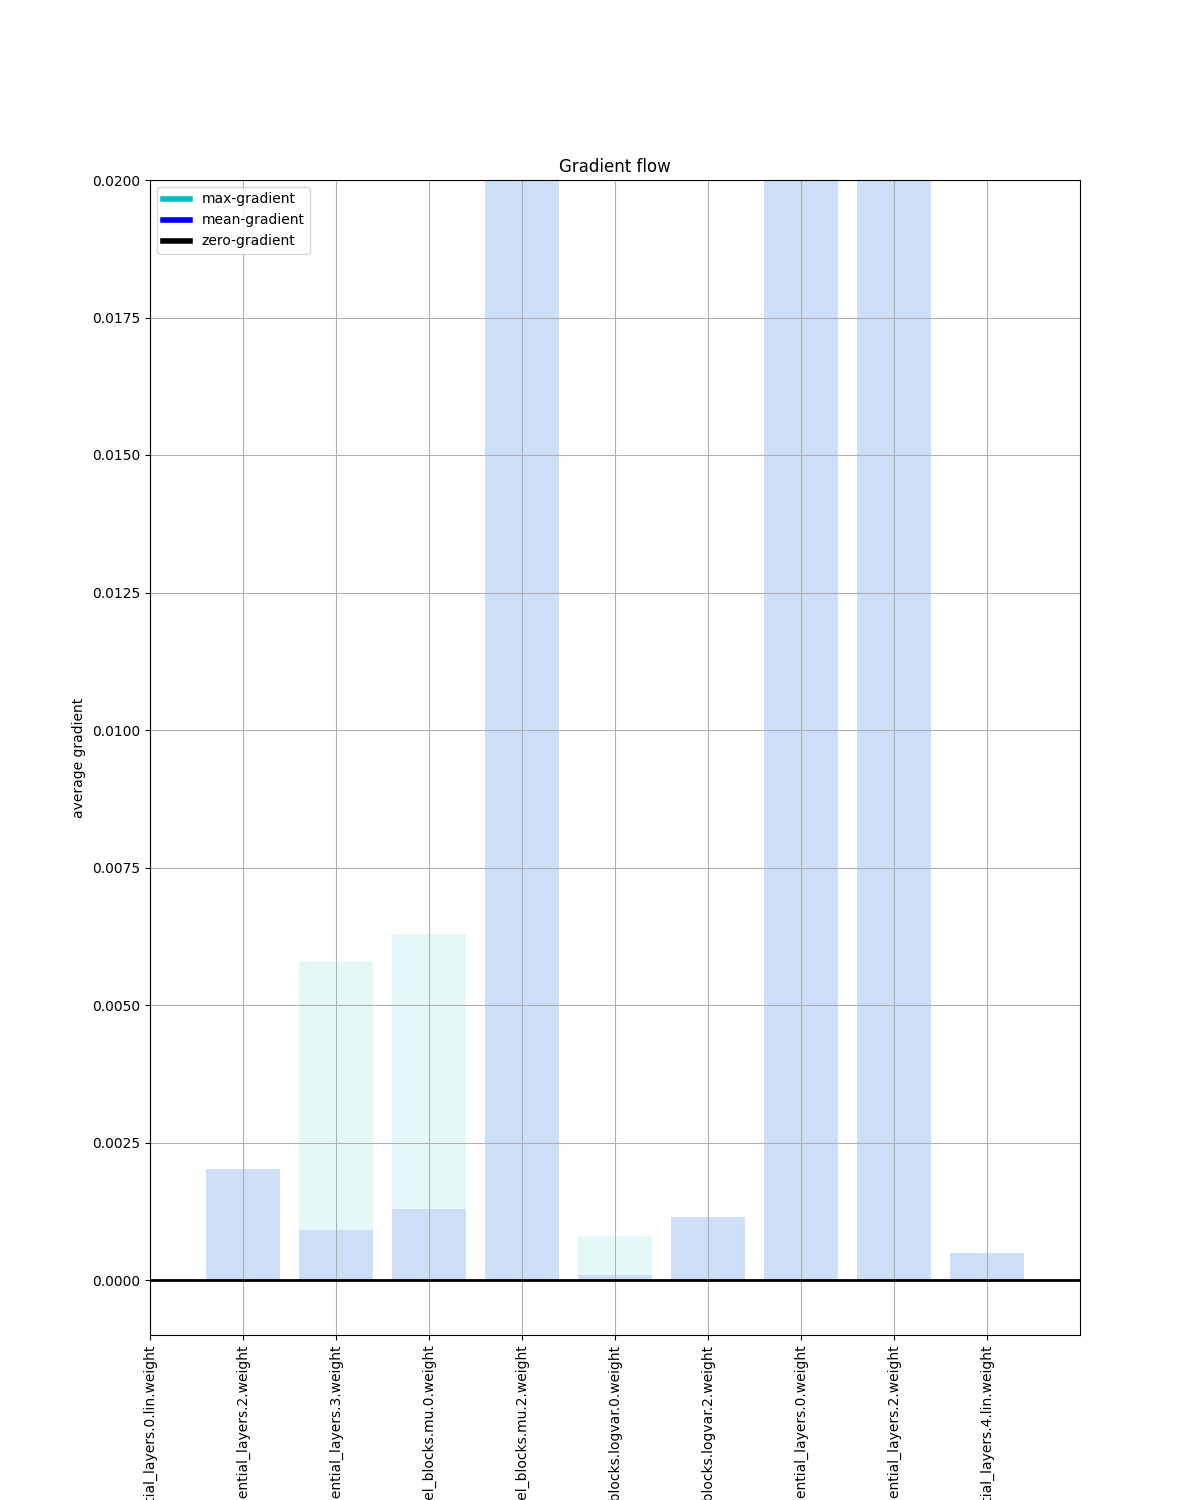 Gradient flow
max-gradient
mean-gradient
zero-gradient
0.0200
0.0175
0.0150
0.0125
0.0100
0.0075
0.0050
0.0025
0.0000
average gradient
tial_layers.0.lin.weight
ential_layers.2.weight
ential_layers.3.weight
el_blocks.mu.0.weight
el_blocks.mu.2.weight
blocks.logvar.0.weight
blocks.logvar.2.weight
ential_layers.0.weight
ential_layers.2.weight
tial_layers.4.lin.weight